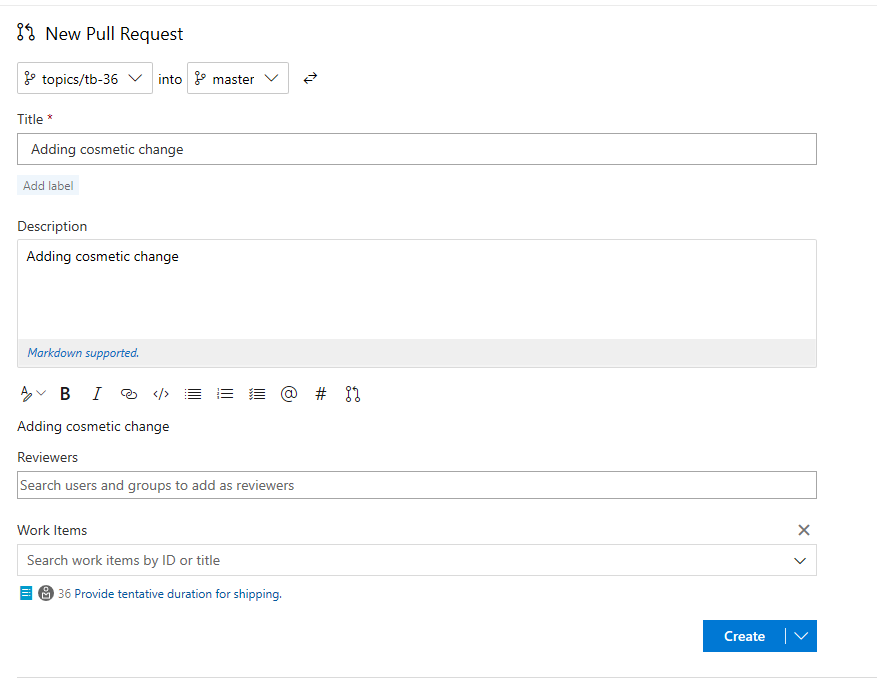 New Pull Request
topics/tb-36 into master
Title *
Adding cosmetic change
Add label
Description
Adding cosmetic change
Markdown supported.
B I </> @ #
Adding cosmetic change
Reviewers
Search users and groups to add as reviewers
Work Items
Search work items by ID or title
36 Provide tentative duration for shipping.
Create